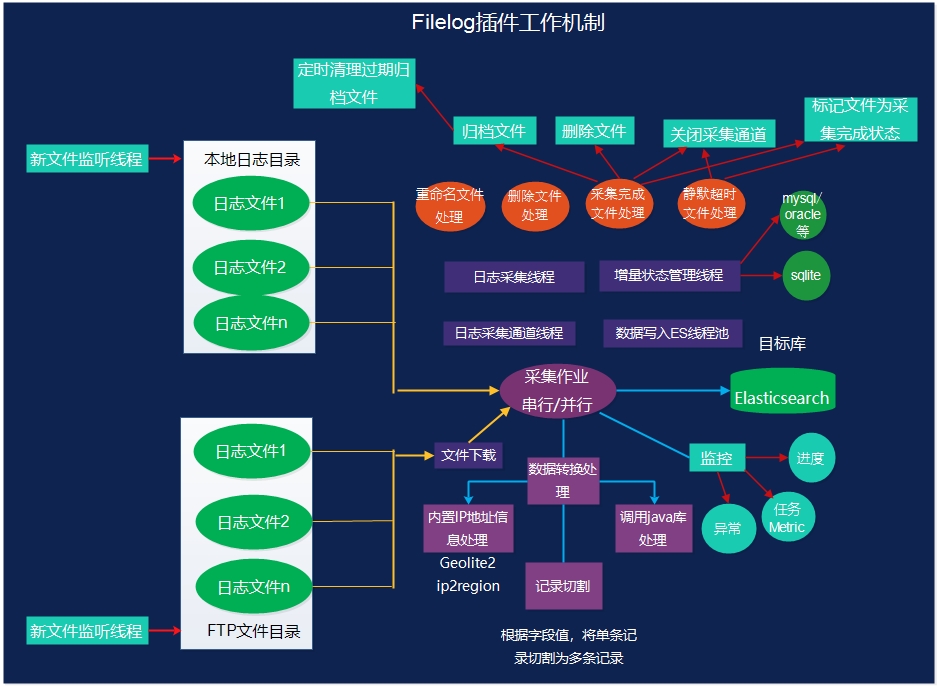 Filelog插件工作机制
定时清理过期归
档文件
归档文件
删除文件
关闭采集通道
标记文件为采
集完成状态
新文件监听线程
本地日志目录
日志文件1
日志文件2
日志文件n
重命名文件
处理
删除文件
处理
采集完成
文件处理
静默超时
文件处理
mysql/
oracle
等
日志采集线程
增量状态管理线程
sqlite
日志采集通道线程
数据写入ES线程池
目标库
采集作业
串行/并行
Elasticsearch
日志文件1
日志文件2
日志文件n
FTP文件目录
新文件监听线程
文件下载
数据转换处
理
监控
进度
异常
任务
Metric
内置IP地址信
息处理
Geolite2
ip2region
调用java库
处理
记录切割
根据字段值，将单条记
录切割为多条记录